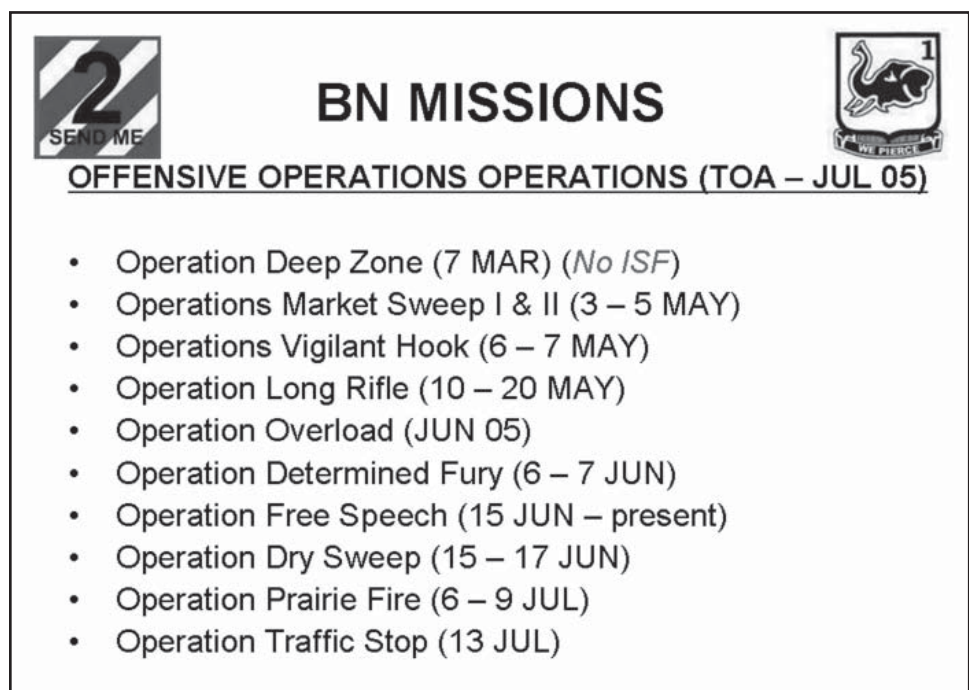 2
SEND ME
BN MISSIONS
1
WE PIERCE
OFFENSIVE OPERATIONS OPERATIONS (TOA – JUL 05)
• Operation Deep Zone (7 MAR) (No ISF)
• Operations Market Sweep I & II (3 – 5 MAY)
• Operations Vigilant Hook (6 – 7 MAY)
• Operation Long Rifle (10 – 20 MAY)
• Operation Overload (JUN 05)
• Operation Determined Fury (6 – 7 JUN)
• Operation Free Speech (15 JUN – present)
• Operation Dry Sweep (15 – 17 JUN)
• Operation Prairie Fire (6 – 9 JUL)
• Operation Traffic Stop (13 JUL)